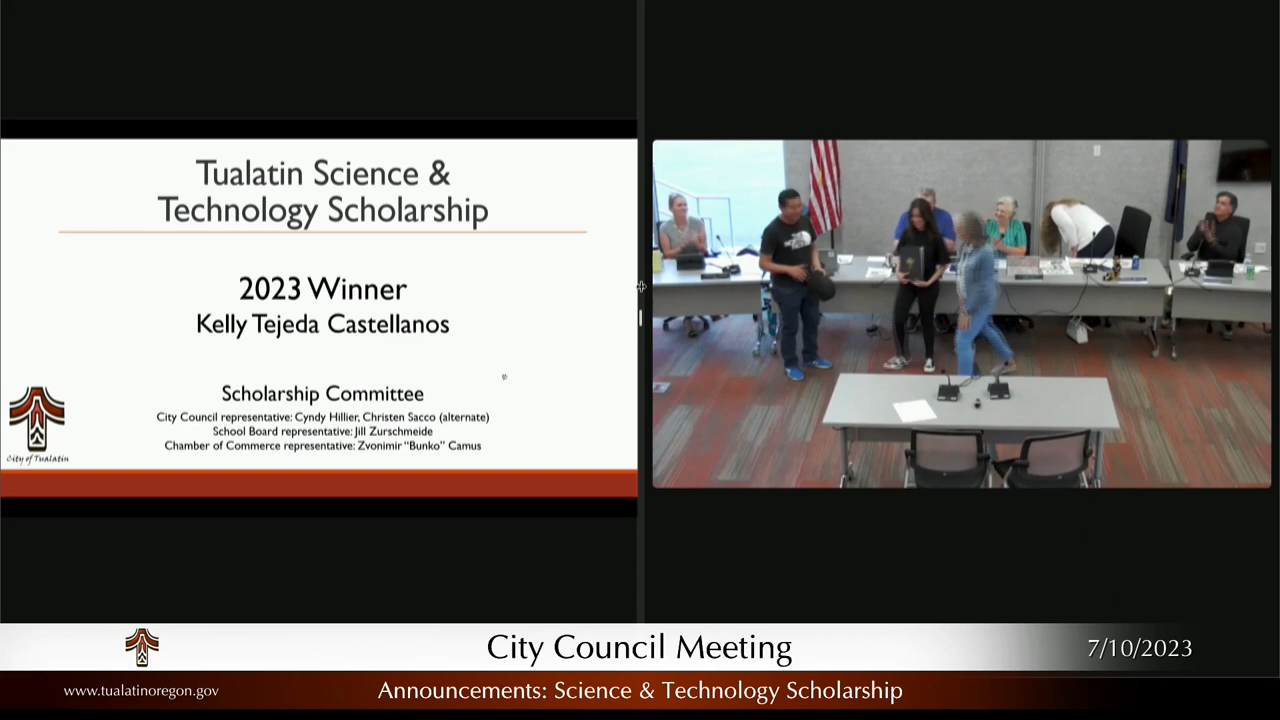 Tualatin Science &
Technology Scholarship
2023 Winner
Kelly Tejeda Castellanos
Scholarship Committee
City Council representative: Cyndy Hillier, Christen Sacco (alternate)
School Board representative: Jill Zurschmeide
Chamber of Commerce representative: Zvonimir "Bunko" Camus
City of Tualatin
City Council Meeting
7/10/2023
www.tualatinoregon.gov
Announcements: Science & Technology Scholarship